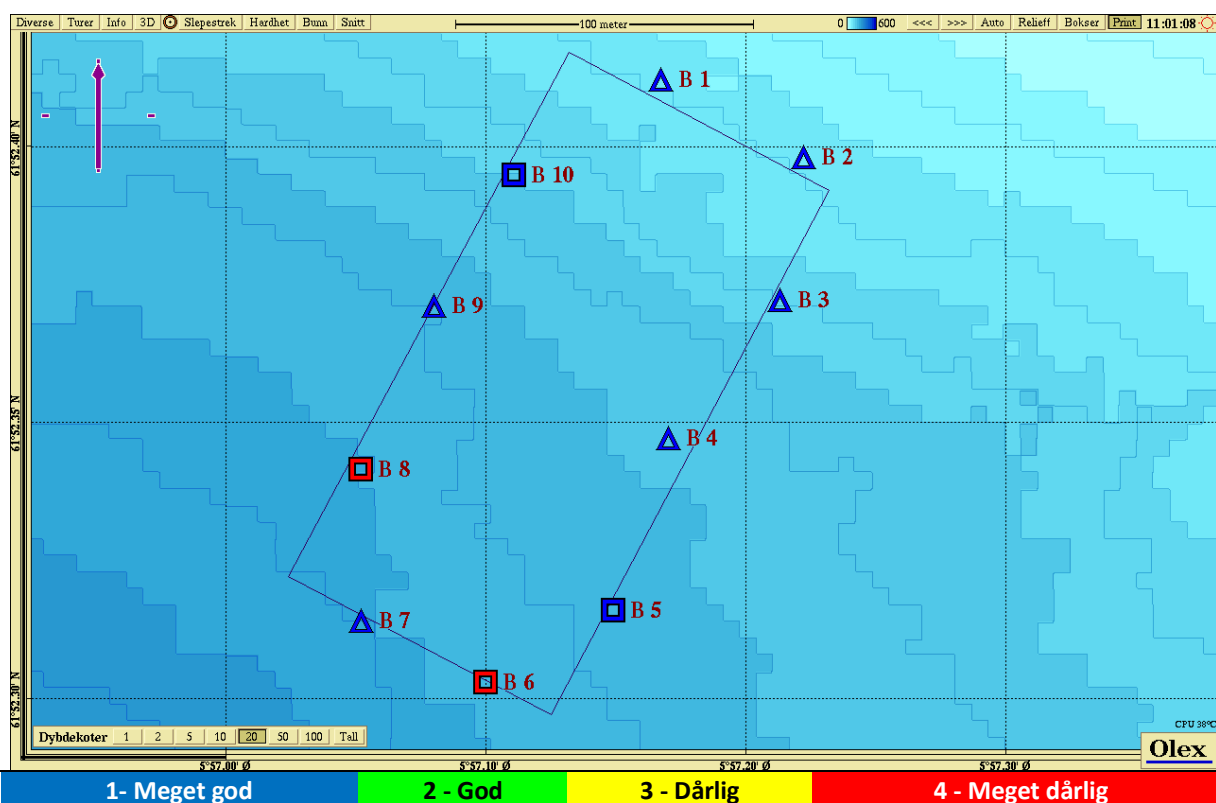 Diverse Turer Info 3D Slepestrek Hardhet Bunn Snitt 100 meter 0 600 <<< >>> Auto Relieff Bokser Print 11:01:08
B 1
61°52.40' N
B 2
B 10
B 9
B 3
61°52.35' N
B 4
B 8
B 5
B 7
B 6
61°52.30' N
CPU 38°C
Dybdekoter 1 2 5 10 20 50 100 Tall
Olex
5°57.00' Ø 5°57.10' Ø 5°57.20' Ø 5°57.30' Ø
1- Meget god 2 - God 3 - Dårlig 4 - Meget dårlig